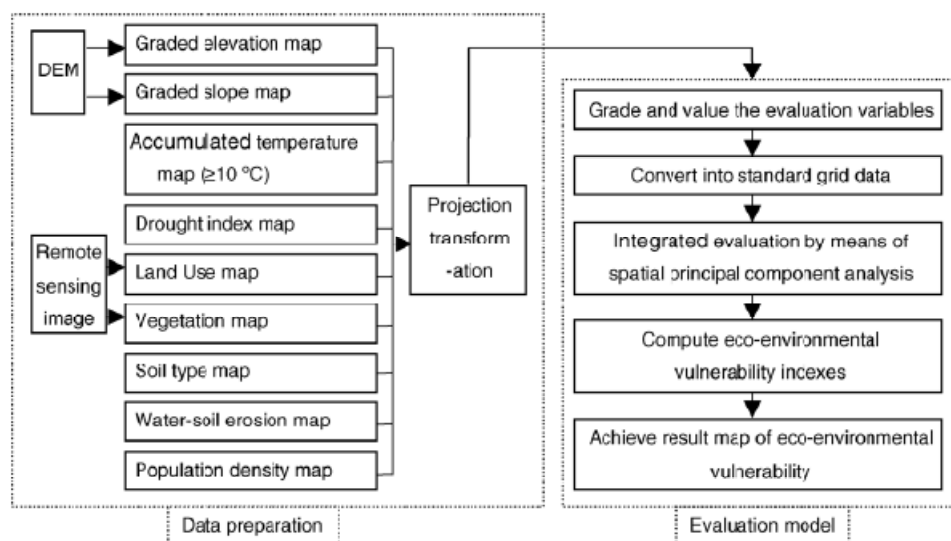 DEM
Graded elevation map
Graded slope map
Accumulated temperature
map (≥10 ºC)
Drought index map
Remote
sensing
image
Land Use map
Vegetation map
Soil type map
Water-soil erosion map
Population density map
Projection
transform
-ation
Data preparation
Grade and value the evaluation variables
Convert into standard grid data
Integrated evaluation by means of
spatial principal component analysis
Compute eco-environmental
vulnerability indexes
Achieve result map of eco-environmental
vulnerability
Evaluation model